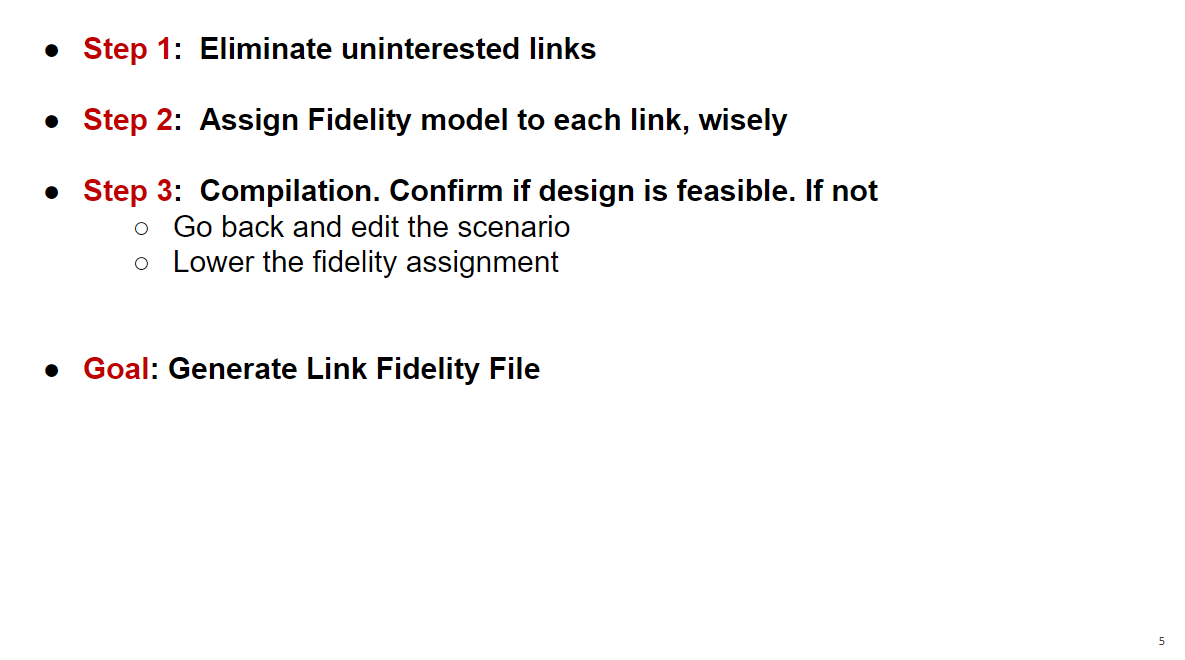 ● Step 1:  Eliminate uninterested links
● Step 2:  Assign Fidelity model to each link, wisely
● Step 3:  Compilation. Confirm if design is feasible. If not
○ Go back and edit the scenario
○ Lower the fidelity assignment
● Goal: Generate Link Fidelity File
5